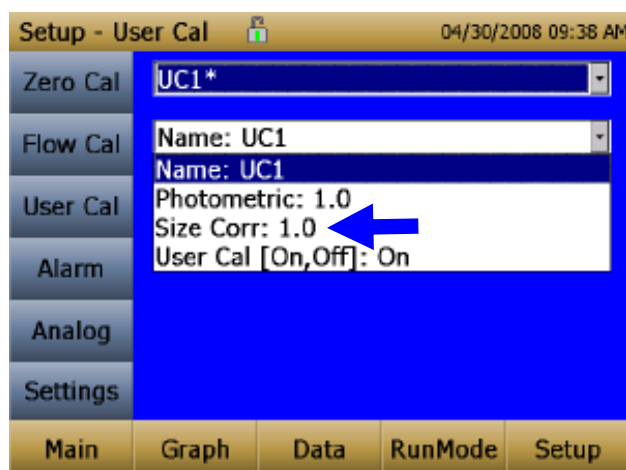 Setup - User Cal
04/30/2008 09:38 AM
Zero Cal
Flow Cal
User Cal
Alarm
Analog
Settings
UC1*
Name: UC1
Name: UC1
Photometric: 1.0
Size Corr: 1.0
User Cal [On,Off]: On
Main
Graph
Data
RunMode
Setup